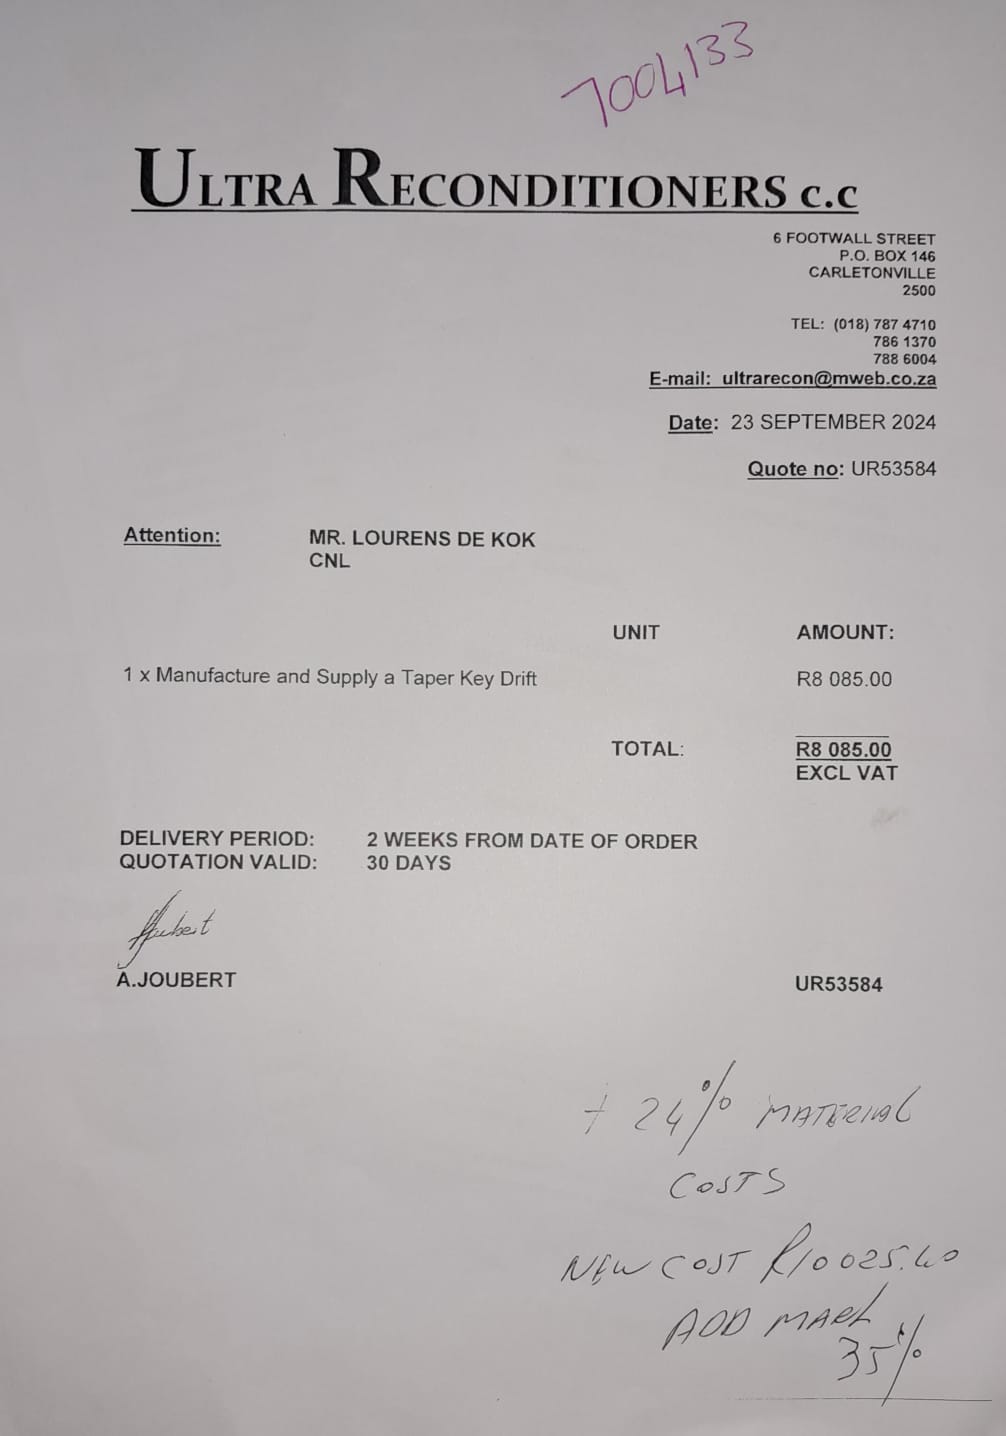 7004133
ULTRA RECONDITIONERS c.c
6 FOOTWALL STREET
P.O. BOX 146
CARLETONVILLE
2500
TEL: (018) 787 4710
786 1370
788 6004
E-mail: ultrarecon@mweb.co.za
Date: 23 SEPTEMBER 2024
Quote no: UR53584
Attention: MR. LOURENS DE KOK
CNL
UNIT AMOUNT:
1 x Manufacture and Supply a Taper Key Drift R8 085.00
TOTAL: R8 085.00
EXCL VAT
DELIVERY PERIOD: 2 WEEKS FROM DATE OF ORDER
QUOTATION VALID: 30 DAYS
AJoubert
A.JOUBERT UR53584
+ 24% MATERIAL
COSTS
NEW COST R10025.40
ADD MARK
35%